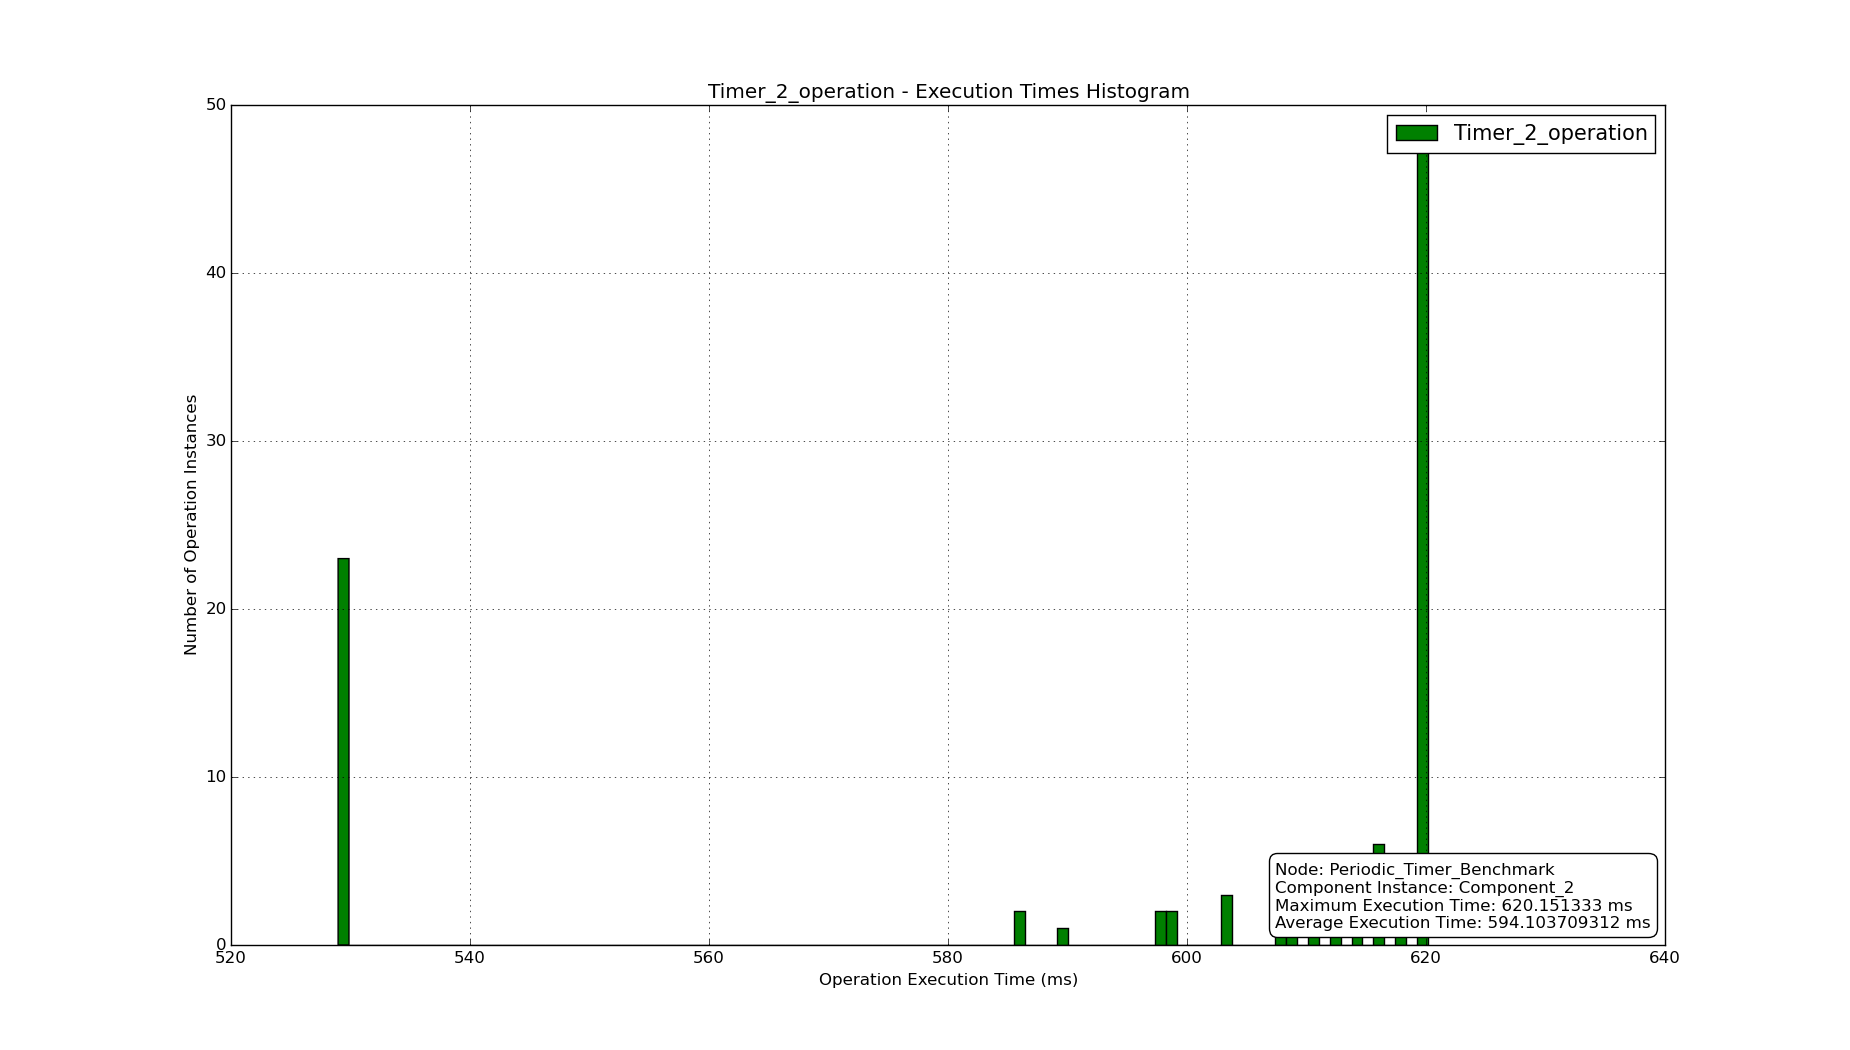 Timer_2_operation - Execution Times Histogram
Timer_2_operation
50
40
30
20
10
0
Number of Operation Instances
Node: Periodic_Timer_Benchmark
Component Instance: Component_2
Maximum Execution Time: 620.151333 ms
Average Execution Time: 594.103709312 ms
520 540 560 580 600 620 640
Operation Execution Time (ms)